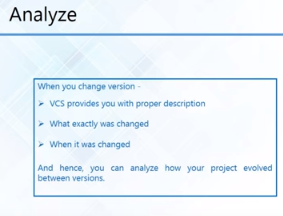 Analyze
When you change version -
➢ VCS provides you with proper description
➢ What exactly was changed
➢ When it was changed
And hence, you can analyze how your project evolved
between versions.